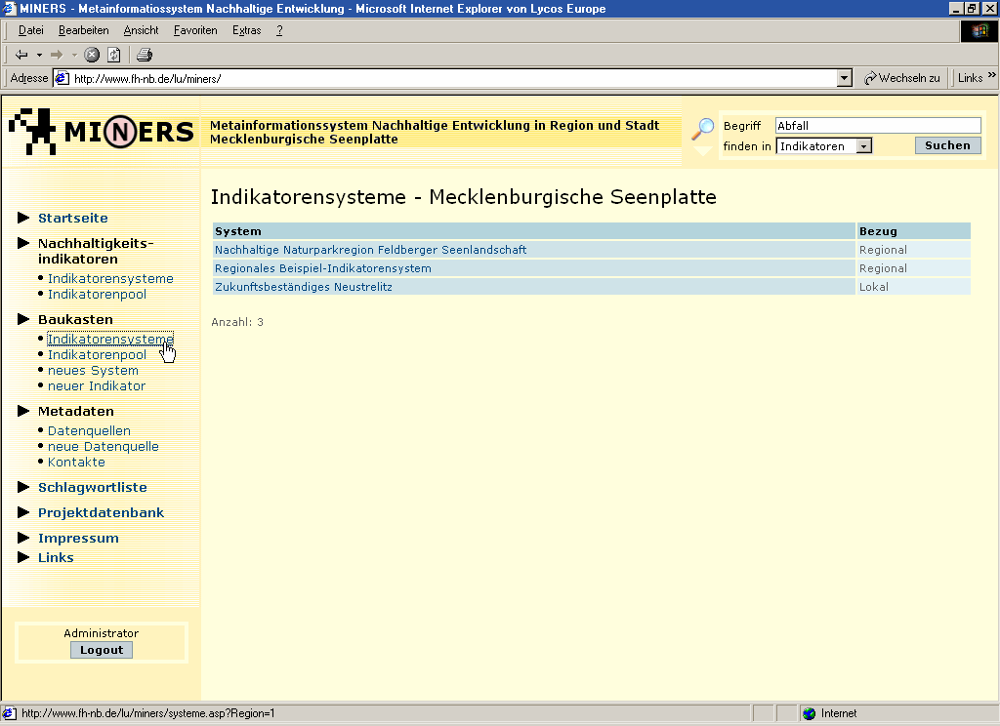 MINERS - Metainformatiossystem Nachhaltige Entwicklung - Microsoft Internet Explorer von Lycos Europe
Datei Bearbeiten Ansicht Favoriten Extras ?
Adresse http://www.fh-nb.de/lu/miners/ Wechseln zu Links »
MINERS
Metainformationssystem Nachhaltige Entwicklung in Region und Stadt
Mecklenburgische Seenplatte
Begriff Abfall
finden in Indikatoren Suchen
Startseite
Nachhaltigkeits-
indikatoren
Indikatorensysteme
Indikatorenpool
Baukasten
Indikatorensysteme
Indikatorenpool
neues System
neuer Indikator
Metadaten
Datenquellen
neue Datenquelle
Kontakte
Schlagwortliste
Projektdatenbank
Impressum
Links
Administrator
Logout
Indikatorensysteme - Mecklenburgische Seenplatte
System Bezug
Nachhaltige Naturparkregion Feldberger Seenlandschaft Regional
Regionales Beispiel-Indikatorensystem Regional
Zukunftsbeständiges Neustrelitz Lokal
Anzahl: 3
http://www.fh-nb.de/lu/miners/systeme.asp?Region=1 Internet